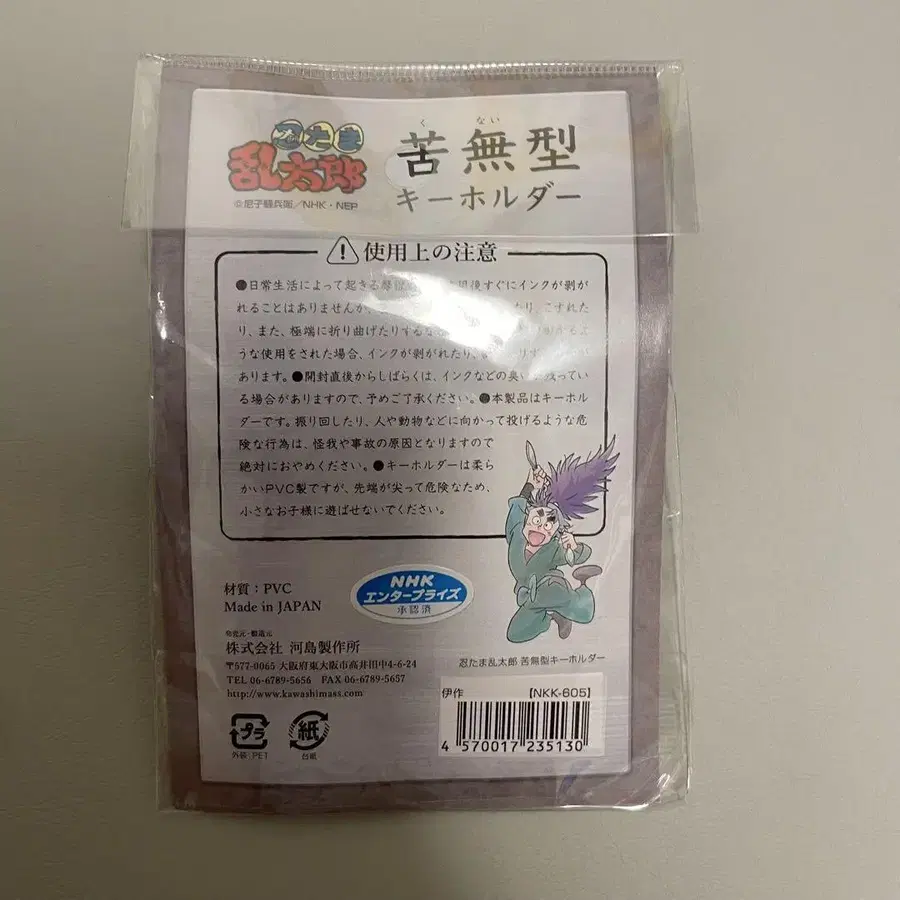 忍たま
乱太郎
©尼子騒兵衛／NHK・NEP
く ない
苦無型
キーホルダー
使用上の注意
●日常生活によって起きる すぐにインクが剥が
れることはありませんが、 たり、こすれた
り、また、極端に折り曲げたりする
うな使用をされた場合、インクが剥がれたり、
あります。●開封直後からしばらくは、インクなどの臭い 残ってい
る場合がありますので、予めご了承ください。●本製品はキーホル
ダーです。振り回したり、人や動物などに向かって投げるような危
険な行為は、怪我や事故の原因となりますので
絶対におやめください。●キーホルダーは柔ら
かいPVC製ですが、先端が尖って危険なため、
小さなお子様に遊ばせないでください。
材質：PVC
Made in JAPAN
NHK
エンタープライズ
承認済
発売元・製造元
株式会社 河島製作所
〒577-0065 大阪府東大阪市高井田中4-6-24
TEL 06-6789-5656 FAX 06-6789-5657
http://www.kawashimass.com
プラ
外袋:PET
紙
台紙
忍たま乱太郎 苦無型キーホルダー
伊作 【NKK-605】
4 570017 235130